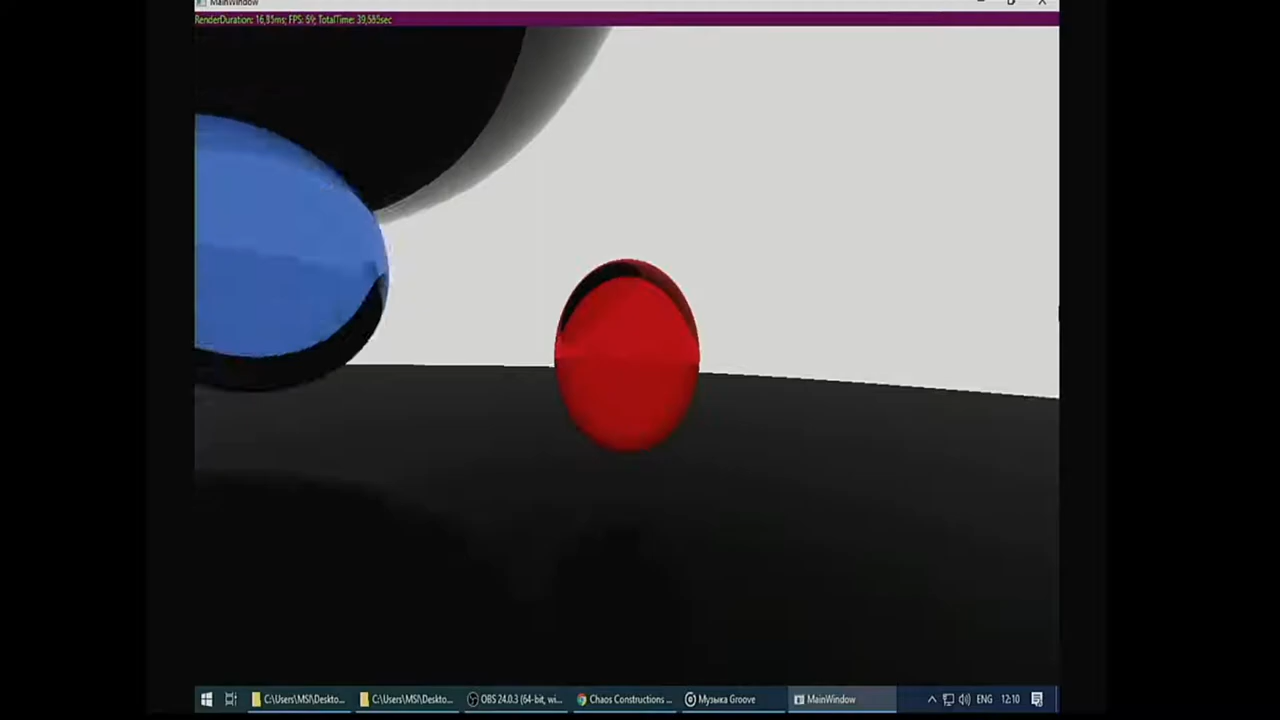 MainWindow
RenderDuration: 16,35ms; FPS: 59; TotalTime: 39,585sec
C:\Users\MSI\Deskto... C:\Users\MSI\Deskto... OBS 24.0.3 (64-bit, wi... Chaos Constructions ... Музыка Groove MainWindow ENG 12:10